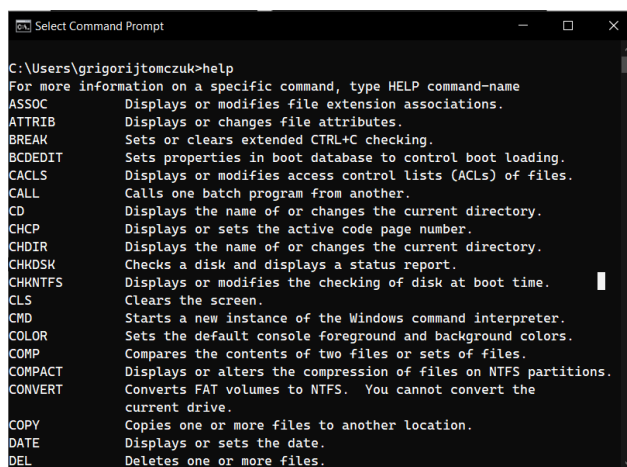 Select Command Prompt
C:\Users\grigorijtomczuk>help
For more information on a specific command, type HELP command-name
ASSOC          Displays or modifies file extension associations.
ATTRIB         Displays or changes file attributes.
BREAK          Sets or clears extended CTRL+C checking.
BCDEDIT        Sets properties in boot database to control boot loading.
CACLS          Displays or modifies access control lists (ACLs) of files.
CALL           Calls one batch program from another.
CD             Displays the name of or changes the current directory.
CHCP           Displays or sets the active code page number.
CHDIR          Displays the name of or changes the current directory.
CHKDSK         Checks a disk and displays a status report.
CHKNTFS        Displays or modifies the checking of disk at boot time.
CLS            Clears the screen.
CMD            Starts a new instance of the Windows command interpreter.
COLOR          Sets the default console foreground and background colors.
COMP           Compares the contents of two files or sets of files.
COMPACT        Displays or alters the compression of files on NTFS partitions.
CONVERT        Converts FAT volumes to NTFS.  You cannot convert the
               current drive.
COPY           Copies one or more files to another location.
DATE           Displays or sets the date.
DEL            Deletes one or more files.